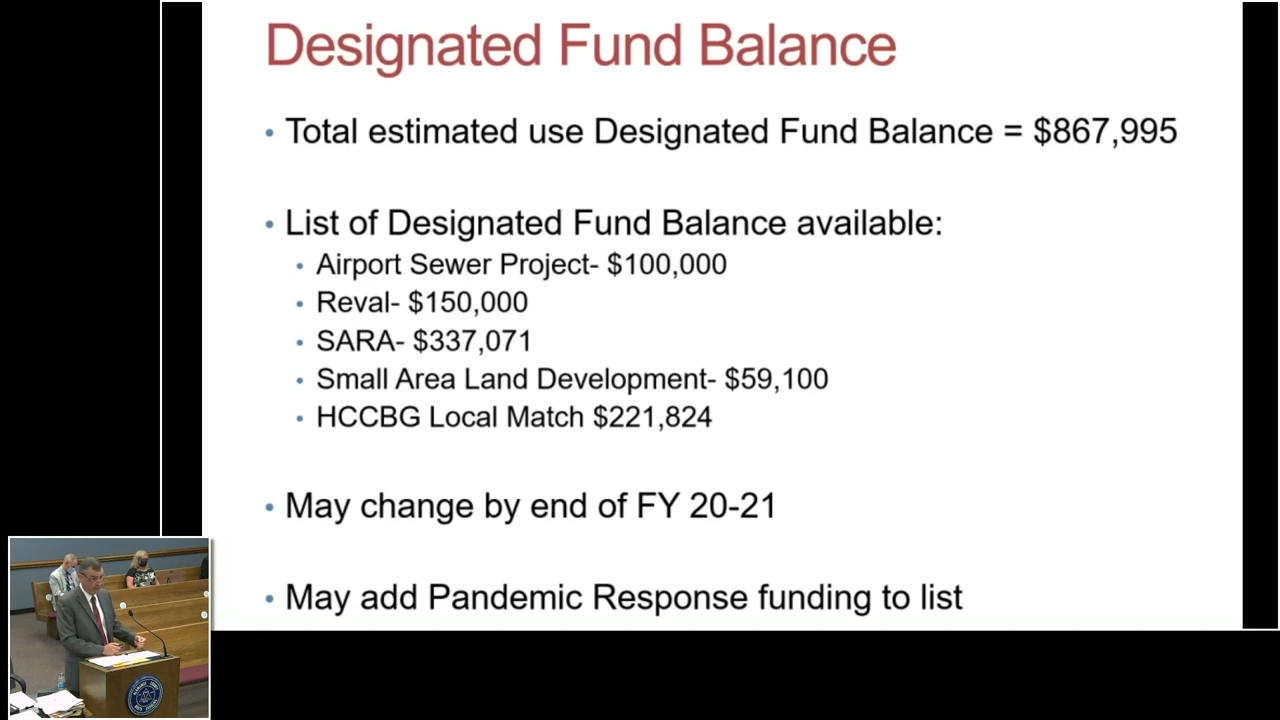 Designated Fund Balance
• Total estimated use Designated Fund Balance = $867,995
• List of Designated Fund Balance available:
• Airport Sewer Project- $100,000
• Reval- $150,000
• SARA- $337,071
• Small Area Land Development- $59,100
• HCCBG Local Match $221,824
• May change by end of FY 20-21
• May add Pandemic Response funding to list